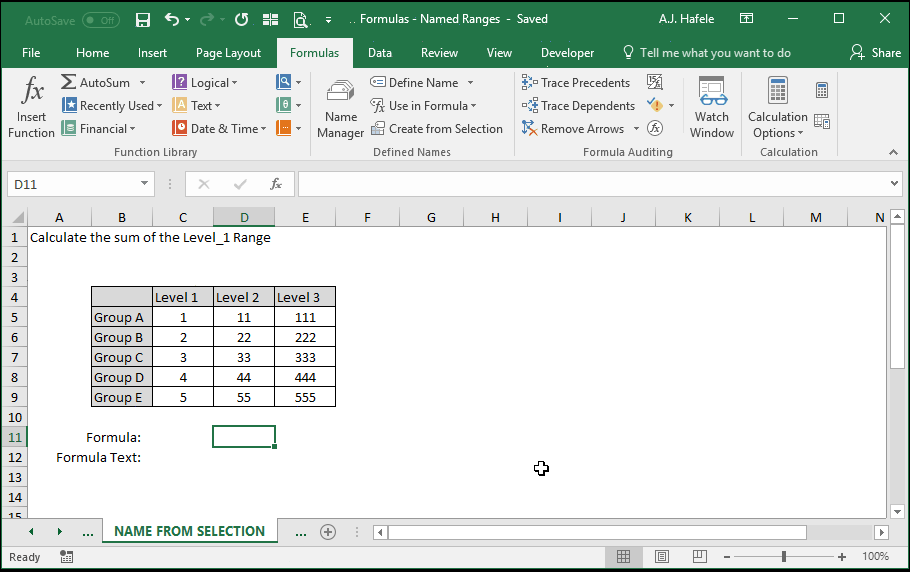 AutoSave Off .. Formulas - Named Ranges - Saved A.J. Hafele
File Home Insert Page Layout Formulas Data Review View Developer Tell me what you want to do Share
fx Insert Function
AutoSum
Recently Used
Financial
Logical
Text
Date & Time
Function Library
Name Manager
Define Name
Use in Formula
Create from Selection
Defined Names
Trace Precedents
Trace Dependents
Remove Arrows
Formula Auditing
Watch Window
Calculation Options
Calculation
D11 fx
A B C D E F G H I J K L M N
1 Calculate the sum of the Level_1 Range
2
3
4 Level 1 Level 2 Level 3
5 Group A 1 11 111
6 Group B 2 22 222
7 Group C 3 33 333
8 Group D 4 44 444
9 Group E 5 55 555
10
11 Formula:
12 Formula Text:
13
14
15
... NAME FROM SELECTION ...
Ready 100%